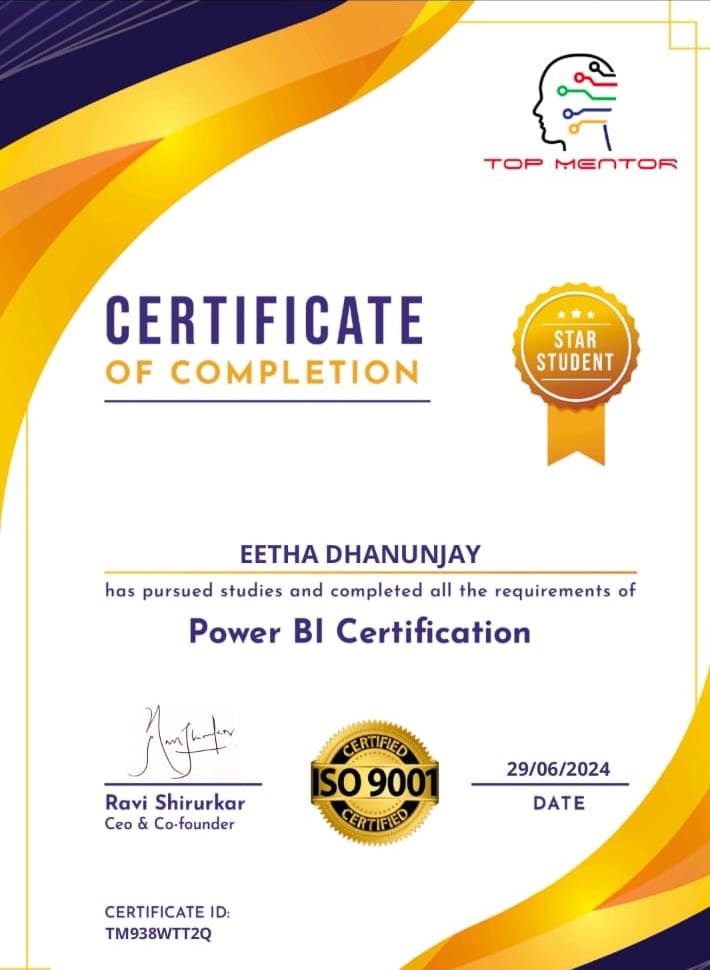 TOP MENTOR
CERTIFICATE
OF COMPLETION
STAR
STUDENT
EETHA DHANUNJAY
has pursued studies and completed all the requirements of
Power BI Certification
CERTIFIED
ISO 9001
CERTIFIED
29/06/2024
DATE
Ravi Shirurkar
Ceo & Co-founder
CERTIFICATE ID:
TM938WTT2Q